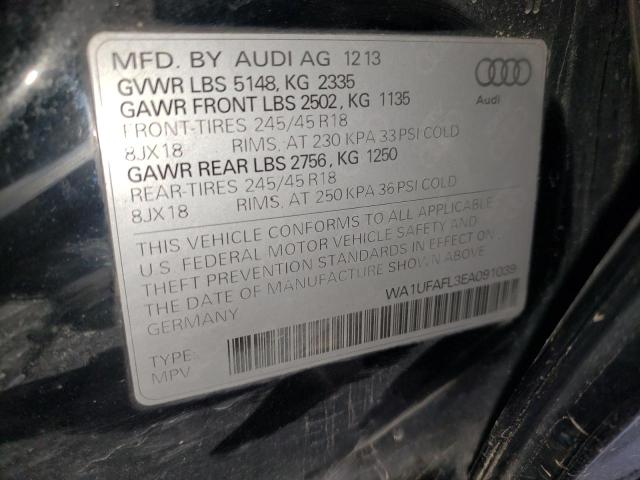 MFD. BY AUDI AG 12 13
GVWR LBS 5148, KG 2335
GAWR FRONT LBS 2502, KG 1135
FRONT-TIRES 245/45 R18
8JX18 RIMS, AT 230 KPA 33 PSI COLD
GAWR REAR LBS 2756, KG 1250
REAR-TIRES 245/45 R18
8JX18 RIMS, AT 250 KPA 36 PSI COLD
Audi
THIS VEHICLE CONFORMS TO ALL APPLICABLE
U.S. FEDERAL MOTOR VEHICLE SAFETY AND
THEFT PREVENTION STANDARDS IN EFFECT ON
THE DATE OF MANUFACTURE SHOWN ABOVE.
GERMANY
WA1UFAFL3EA091039
TYPE:
MPV